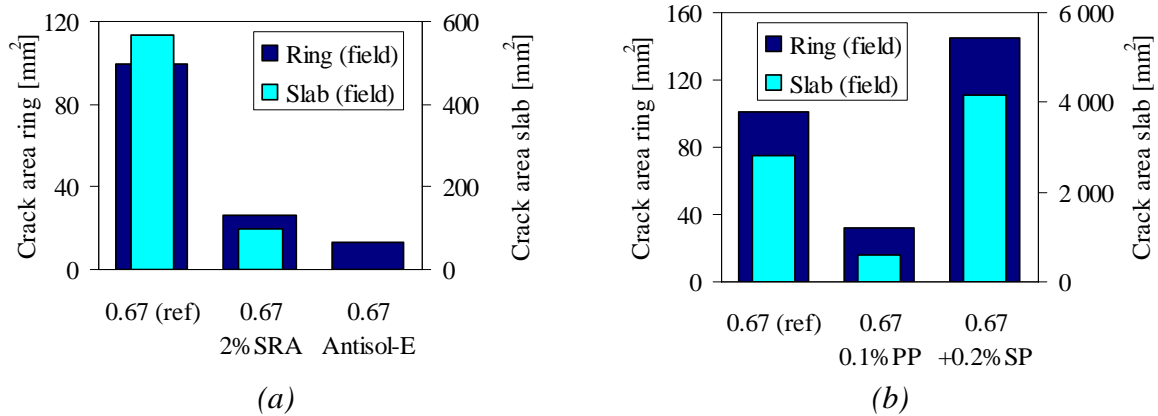 Crack area ring [mm²]
120
80
40
0
Ring (field)
Slab (field)
600
400
200
0
Crack area slab [mm²]
0.67 (ref)
0.67
2% SRA
0.67
Antisol-E
(a)
Crack area ring [mm²]
160
120
80
40
0
Ring (field)
Slab (field)
6 000
4 000
2 000
0
Crack area slab [mm²]
0.67 (ref)
0.67
0.1% PP
0.67
+0.2% SP
(b)